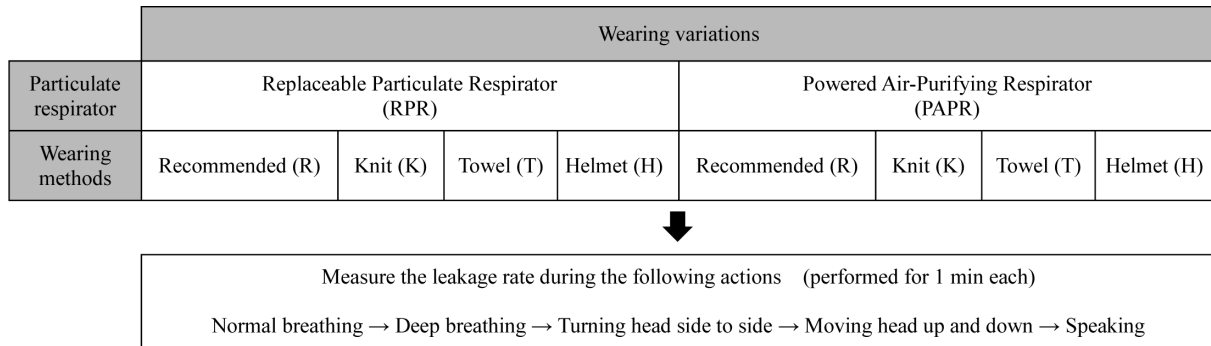 Wearing variations
Particulate
respirator
Replaceable Particulate Respirator
(RPR)
Powered Air-Purifying Respirator
(PAPR)
Wearing
methods
Recommended (R)
Knit (K)
Towel (T)
Helmet (H)
Recommended (R)
Knit (K)
Towel (T)
Helmet (H)
Measure the leakage rate during the following actions (performed for 1 min each)
Normal breathing → Deep breathing → Turning head side to side → Moving head up and down → Speaking